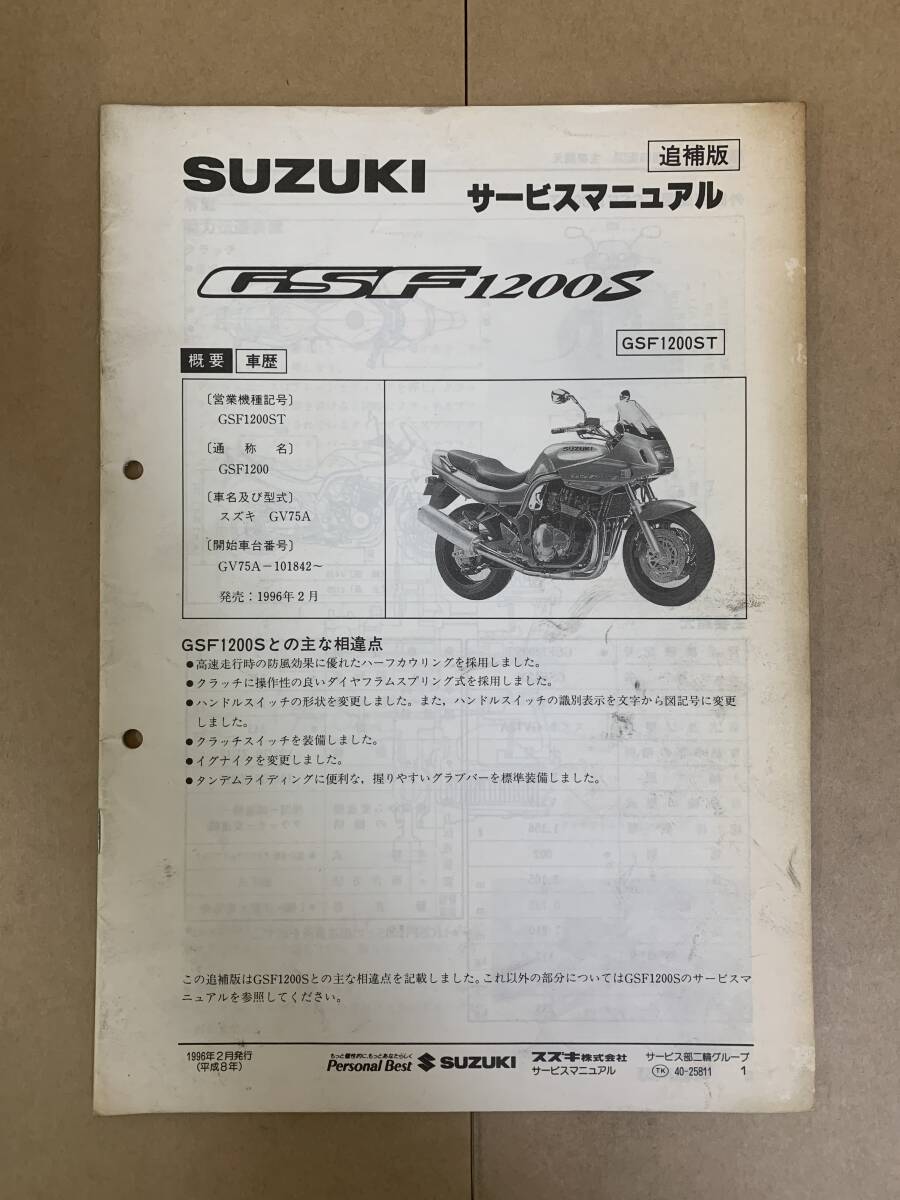 追補版
SUZUKI
サービスマニュアル
GSF1200S
GSF1200ST
概要 車歴
〔営業機種記号〕
GSF1200ST
〔通 称 名〕
GSF1200
〔車名及び型式〕
スズキ GV75A
〔開始車台番号〕
GV75A－101842～
発売：1996年2月
SUZUKI
GSF1200Sとの主な相違点
●高速走行時の防風効果に優れたハーフカウリングを採用しました。
●クラッチに操作性の良いダイヤフラムスプリング式を採用しました。
●ハンドルスイッチの形状を変更しました。また，ハンドルスイッチの識別表示を文字から図記号に変更
しました。
●クラッチスイッチを装備しました。
●イグナイタを変更しました。
●タンデムライディングに便利な，握りやすいグラブバーを標準装備しました。
この追補版はGSF1200Sとの主な相違点を記載しました。これ以外の部分についてはGSF1200Sのサービスマ
ニュアルを参照してください。
1996年2月発行
(平成8年)
もっと個性的に、もっとあなたらしく
Personal Best SUZUKI
スズキ株式会社 サービス部二輪グループ
サービスマニュアル TK 40-25811 1